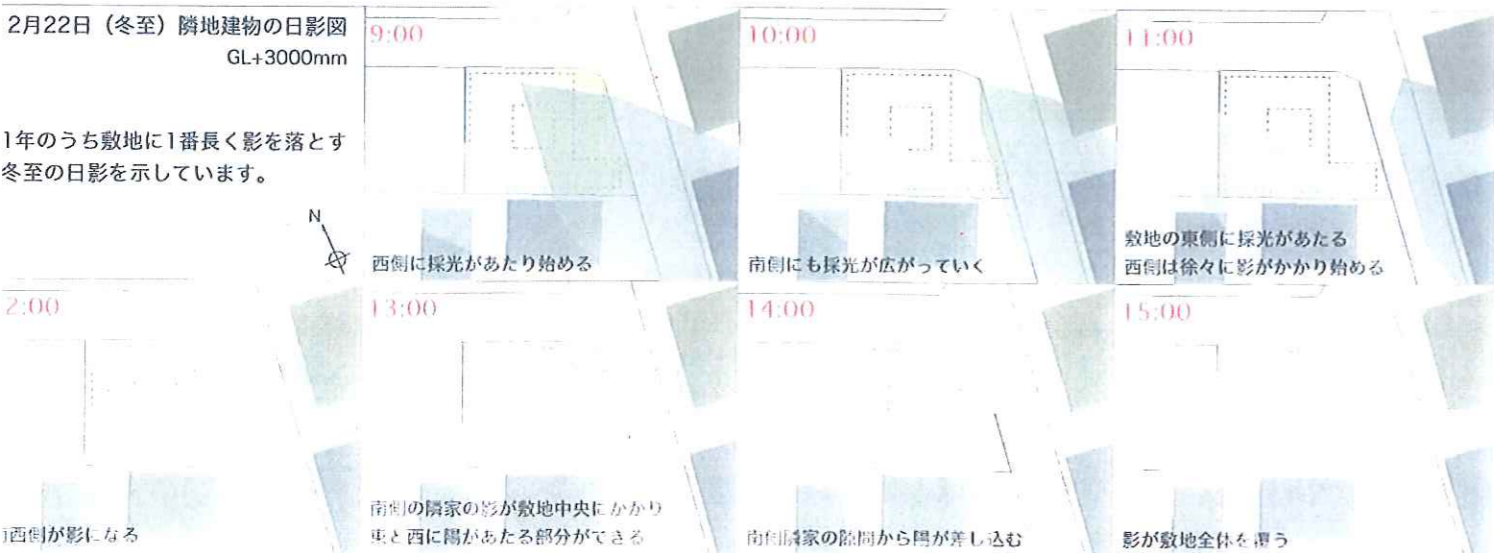 2月22日（冬至）隣地建物の日影図
GL+3000mm
1年のうち敷地に1番長く影を落とす
冬至の日影を示しています。
N
9:00
西側に採光があたり始める
10:00
南側にも採光が広がっていく
11:00
敷地の東側に採光があたる
西側は徐々に影がかかり始める
2:00
西側が影になる
13:00
南側の隣家の影が敷地中央にかかり
東と西に陽があたる部分ができる
14:00
南側隣家の隙間から陽が差し込む
15:00
影が敷地全体を覆う